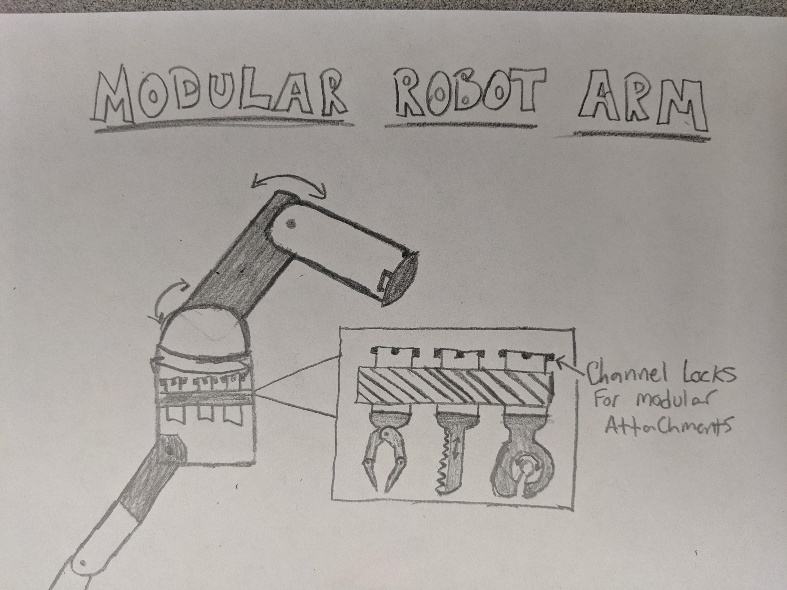 MODULAR ROBOT ARM
Channel Locks
For modular
Attachments